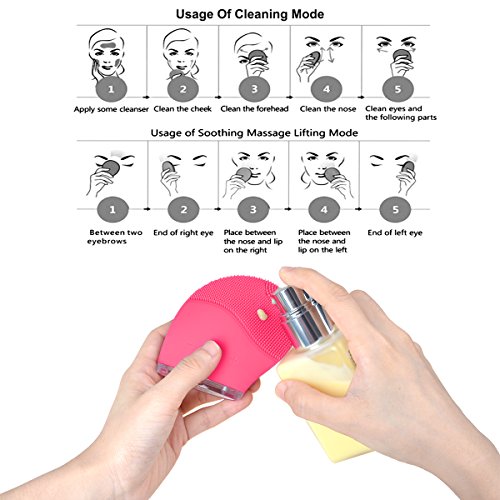 Usage Of Cleaning Mode
1 2 3 4 5
Apply some cleanser Clean the cheek Clean the forehead Clean the nose Clean eyes and
the following parts
Usage of Soothing Massage Lifting Mode
1 2 3 4 5
Between two End of right eye Place between Place between End of left eye
eyebrows the nose and lip the nose and
on the right lip on the left